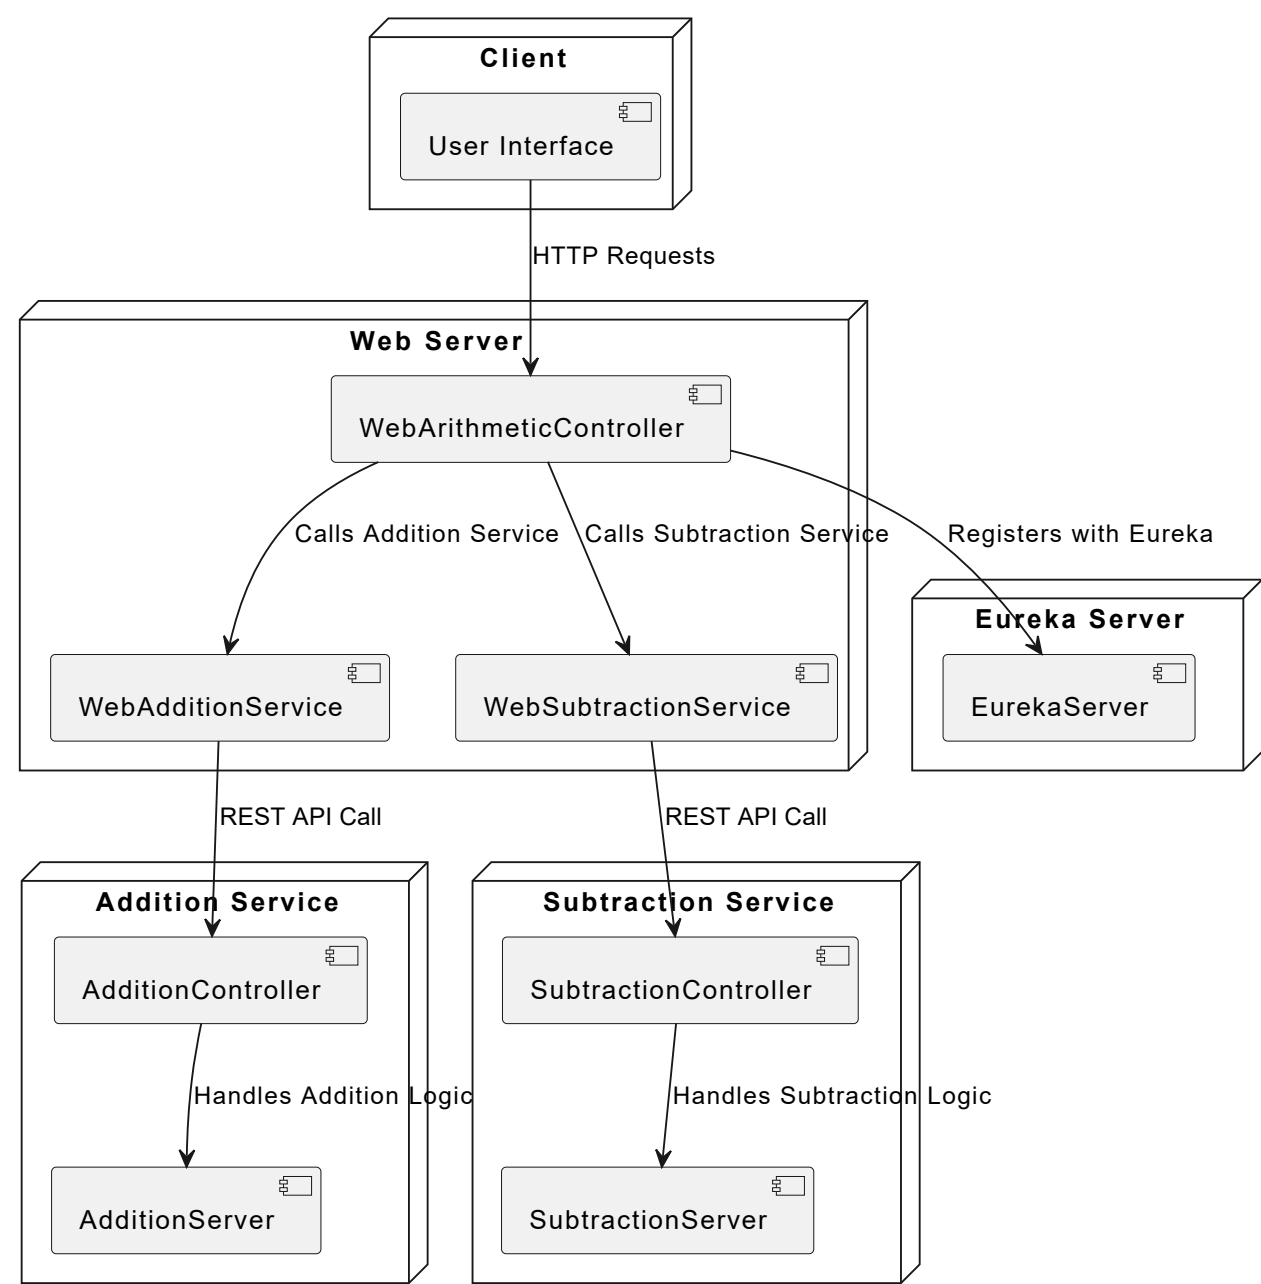 Client
User Interface
HTTP Requests
Web Server
WebArithmeticController
Calls Addition Service
Calls Subtraction Service
Registers with Eureka
Eureka Server
WebAdditionService
WebSubtractionService
EurekaServer
REST API Call
REST API Call
Addition Service
Subtraction Service
AdditionController
SubtractionController
Handles Addition Logic
Handles Subtraction Logic
AdditionServer
SubtractionServer